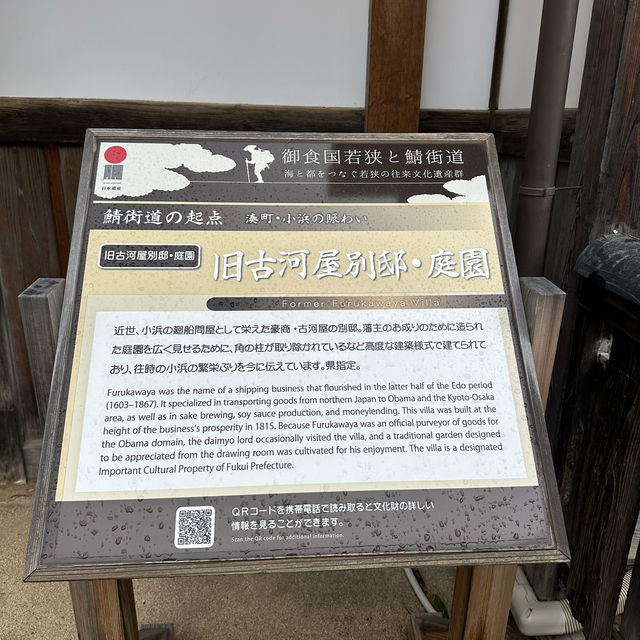 日本遺産
御食国若狭と鯖街道
海と都をつなぐ若狭の往来文化遺産群
鯖街道の起点 湊町・小浜の賑わい
旧古河屋別邸・庭園
旧古河屋別邸・庭園
Former Furukawaya Villa
近世、小浜の廻船問屋として栄えた豪商・古河屋の別邸。藩主のお成りのために造られ
た庭園を広く見せるために、角の柱が取り除かれているなど高度な建築様式で建てられて
おり、往時の小浜の繁栄ぶりを今に伝えています。県指定。
Furukawaya was the name of a shipping business that flourished in the latter half of the Edo period
(1603–1867). It specialized in transporting goods from northern Japan to Obama and the Kyoto-Osaka
area, as well as in sake brewing, soy sauce production, and moneylending. This villa was built at the
height of the business's prosperity in 1815. Because Furukawaya was an official purveyor of goods for
the Obama domain, the daimyo lord occasionally visited the villa, and a traditional garden designed
to be appreciated from the drawing room was cultivated for his enjoyment. The villa is a designated
Important Cultural Property of Fukui Prefecture.
QRコードを携帯電話で読み取ると文化財の詳しい
情報を見ることができます。
Scan the QR code for additional information.